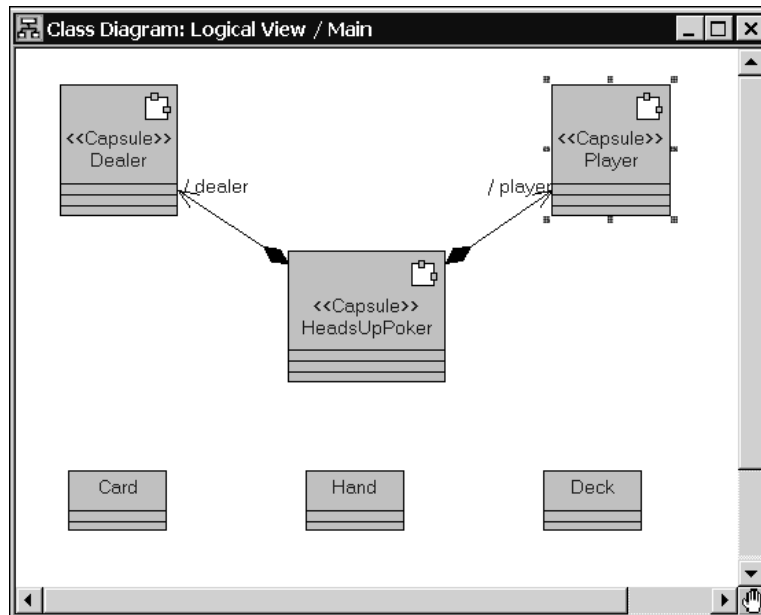 Class Diagram: Logical View / Main
<<Capsule>>
Dealer
<<Capsule>>
Player
/ dealer
/ player
<<Capsule>>
HeadsUpPoker
Card
Hand
Deck